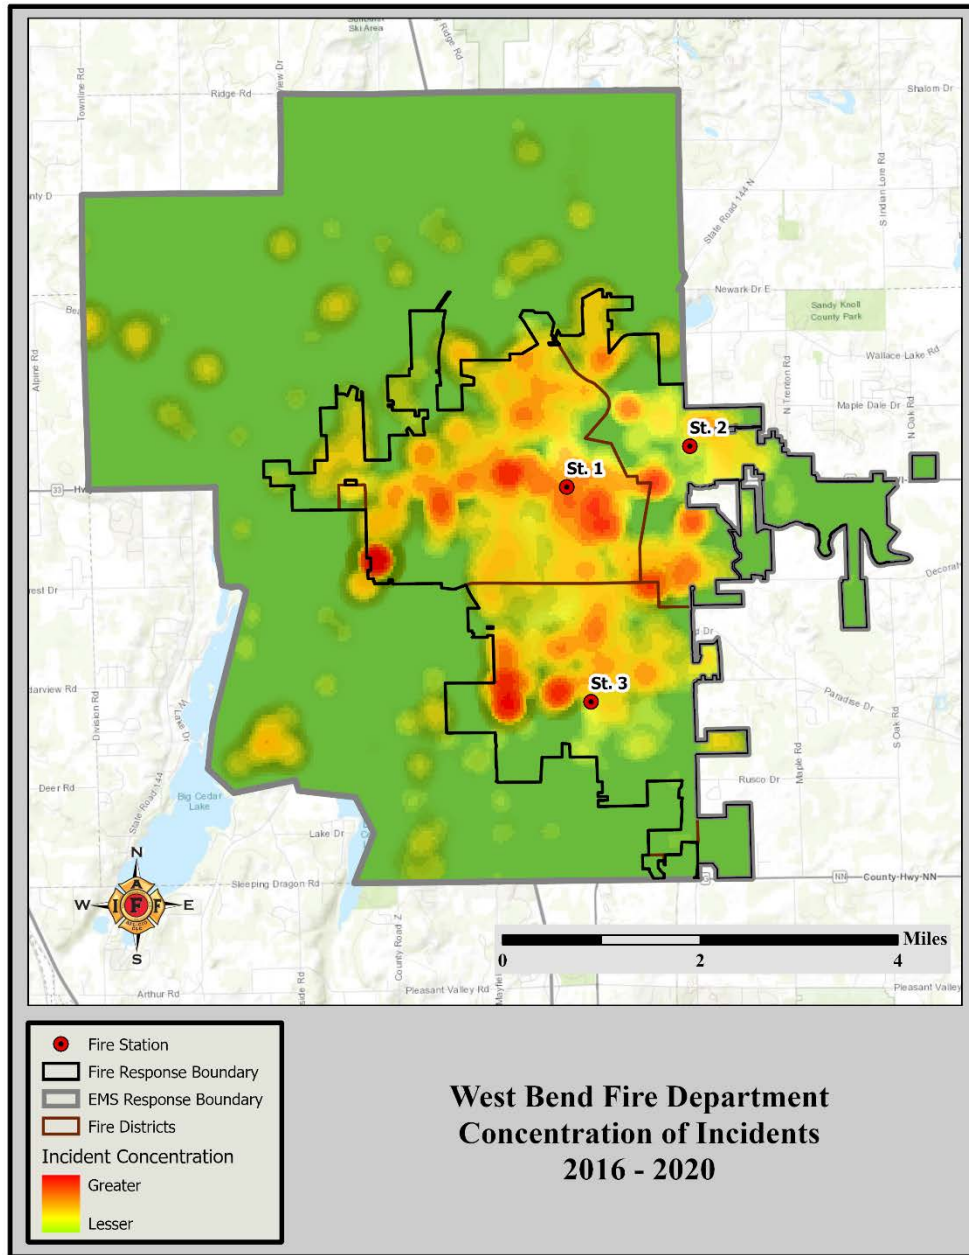 Ski Area
Ridge Rd
Townline Rd
View Dr
Ridge Rd
Shalom Dr
S Indian Lore Rd
State Road 144 N
nty D
Newark Dr E
Sandy Knoll
County Park
Alpine Rd
Wallace Lake Rd
N Trenton Rd
Maple Dale Dr
N Oak Rd
St. 2
St. 1
33
Decorah
Division Rd
W Lake Dr
St. 3
Paradise Dr
S Oak Rd
Maple Rd
Rusco Dr
Deer Rd
State Road 144
Big Cedar
Lake
Lake Dr
N
Sleeping Dragon Rd
NN
County Hwy NN
W
E
A
I F F
S
County Road Z
Miles
0 2 4
Arthur Rd
Pleasant Valley Rd
Pleasant Valley
Fire Station
Fire Response Boundary
EMS Response Boundary
Fire Districts
Incident Concentration
Greater
Lesser
West Bend Fire Department
Concentration of Incidents
2016 - 2020